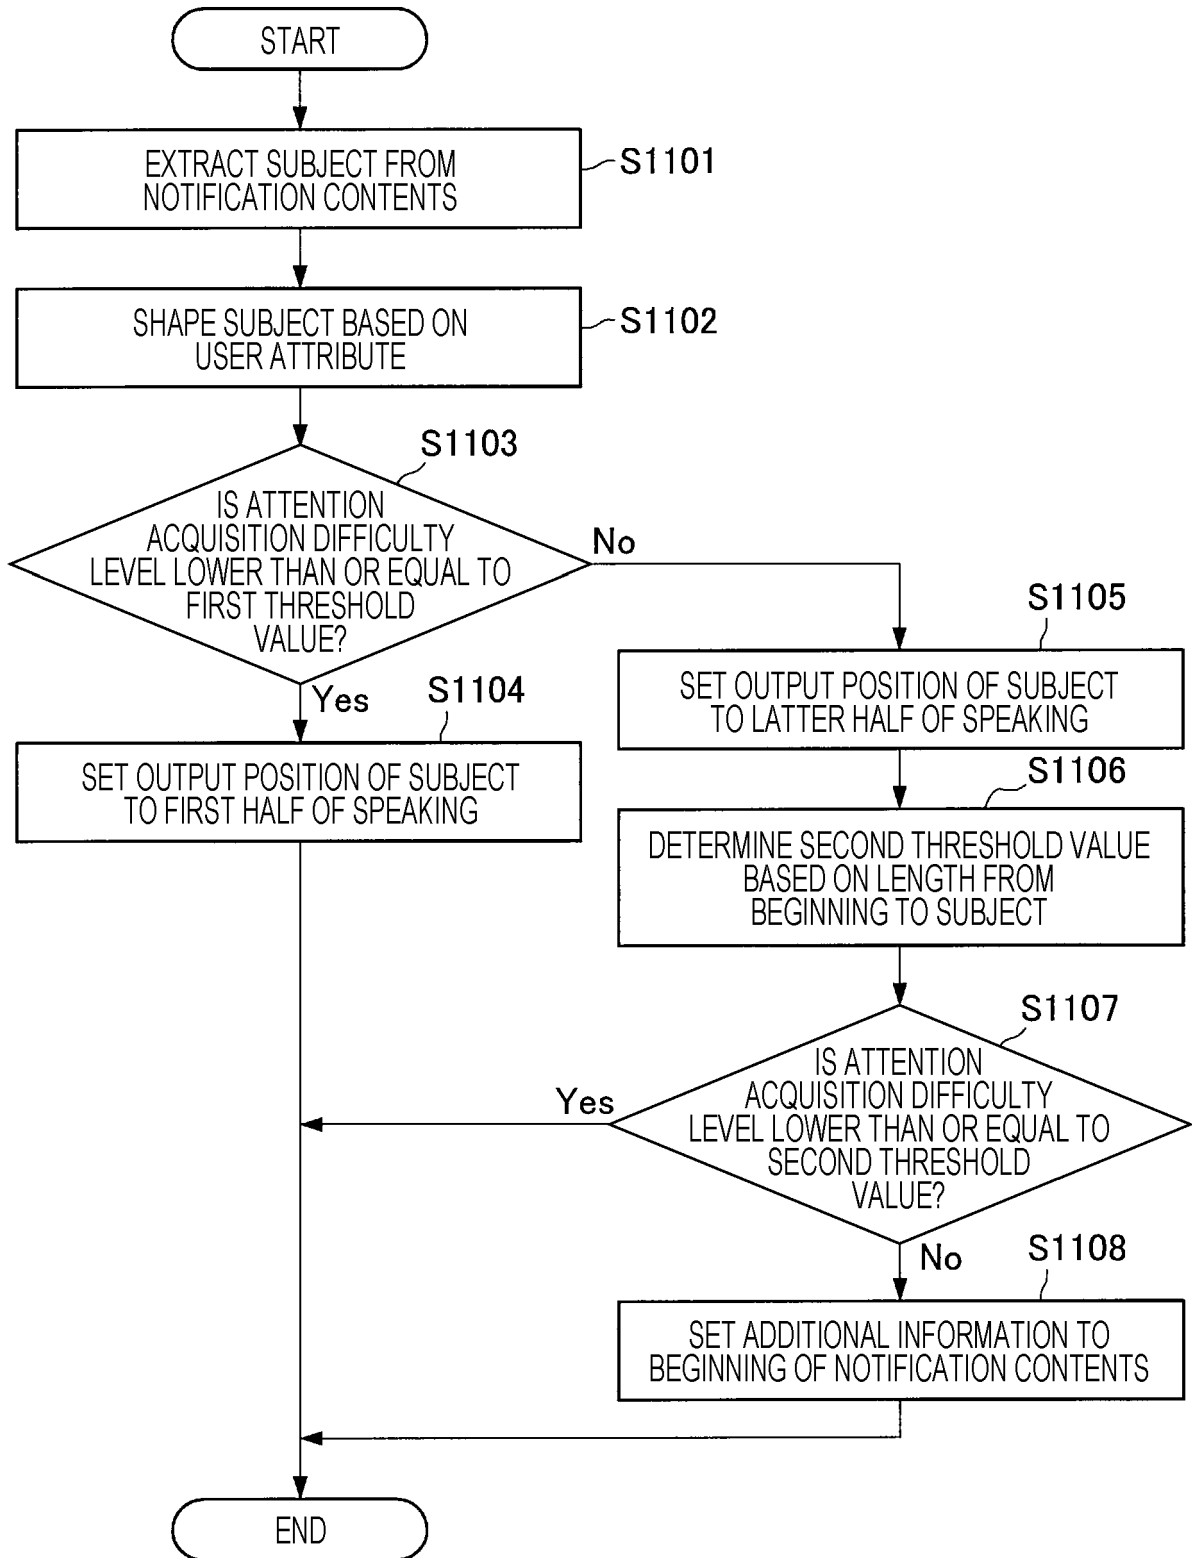 START
EXTRACT SUBJECT FROM
NOTIFICATION CONTENTS
S1101
SHAPE SUBJECT BASED ON
USER ATTRIBUTE
S1102
S1103
IS ATTENTION
ACQUISITION DIFFICULTY
LEVEL LOWER THAN OR EQUAL TO
FIRST THRESHOLD
VALUE?
No
Yes
S1104
SET OUTPUT POSITION OF SUBJECT
TO FIRST HALF OF SPEAKING
S1105
SET OUTPUT POSITION OF SUBJECT
TO LATTER HALF OF SPEAKING
S1106
DETERMINE SECOND THRESHOLD VALUE
BASED ON LENGTH FROM
BEGINNING TO SUBJECT
S1107
IS ATTENTION
ACQUISITION DIFFICULTY
LEVEL LOWER THAN OR EQUAL TO
SECOND THRESHOLD
VALUE?
Yes
No
S1108
SET ADDITIONAL INFORMATION TO
BEGINNING OF NOTIFICATION CONTENTS
END